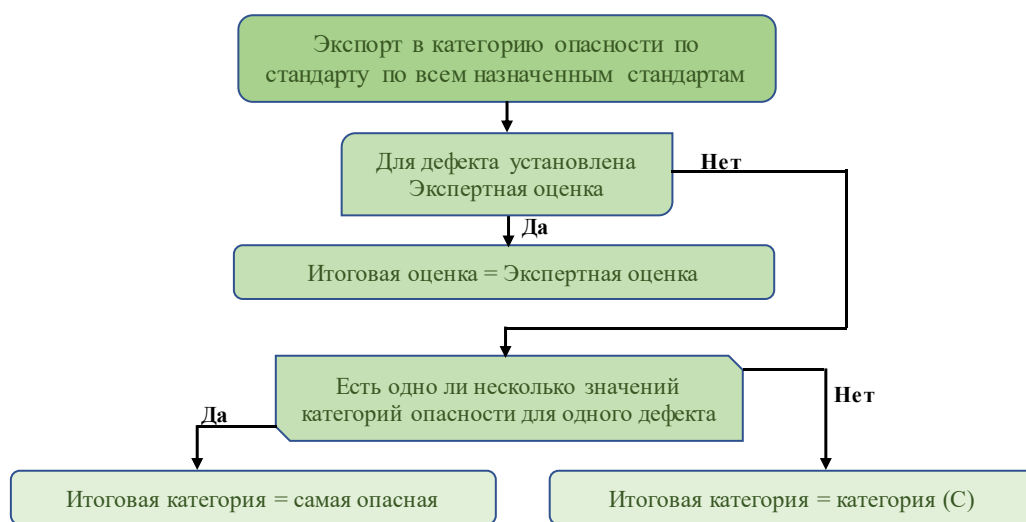 Экспорт в категорию опасности по
стандарту по всем назначенным стандартам
Для дефекта установлена
Экспертная оценка
Нет
Да
Итоговая оценка = Экспертная оценка
Есть одно ли несколько значений
категорий опасности для одного дефекта
Нет
Да
Итоговая категория = самая опасная
Итоговая категория = категория (С)